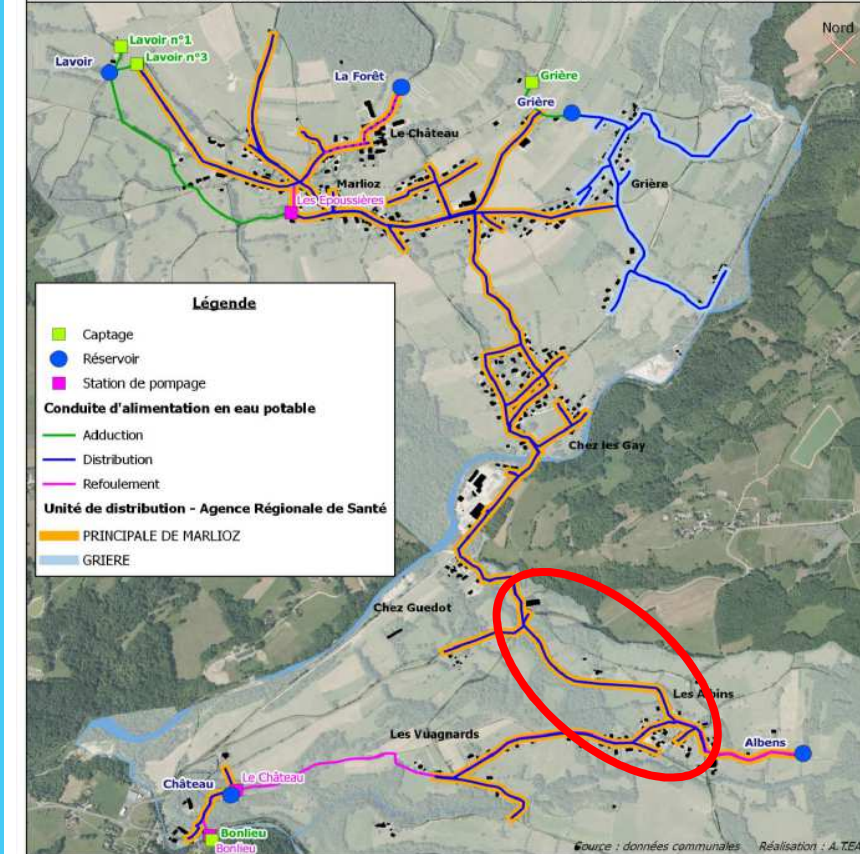 Nord
Lavoir n°1
Lavoir n°3
Lavoir
La Forêt
Grière
Grière
Le Château
Marlioz
Grière
Les Epoussières
Légende
Captage
Réservoir
Station de pompage
Conduite d'alimentation en eau potable
Adduction
Distribution
Refoulement
Unité de distribution - Agence Régionale de Santé
PRINCIPALE DE MARLIOZ
GRIERE
Chez les Gay
Chez Guedot
Les Albins
Les Vuagnards
Albens
Château
Le Château
Bonlieu
Bonlieu
Source : données communales Réalisation : A.T.EA